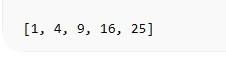 [1, 4, 9, 16, 25]